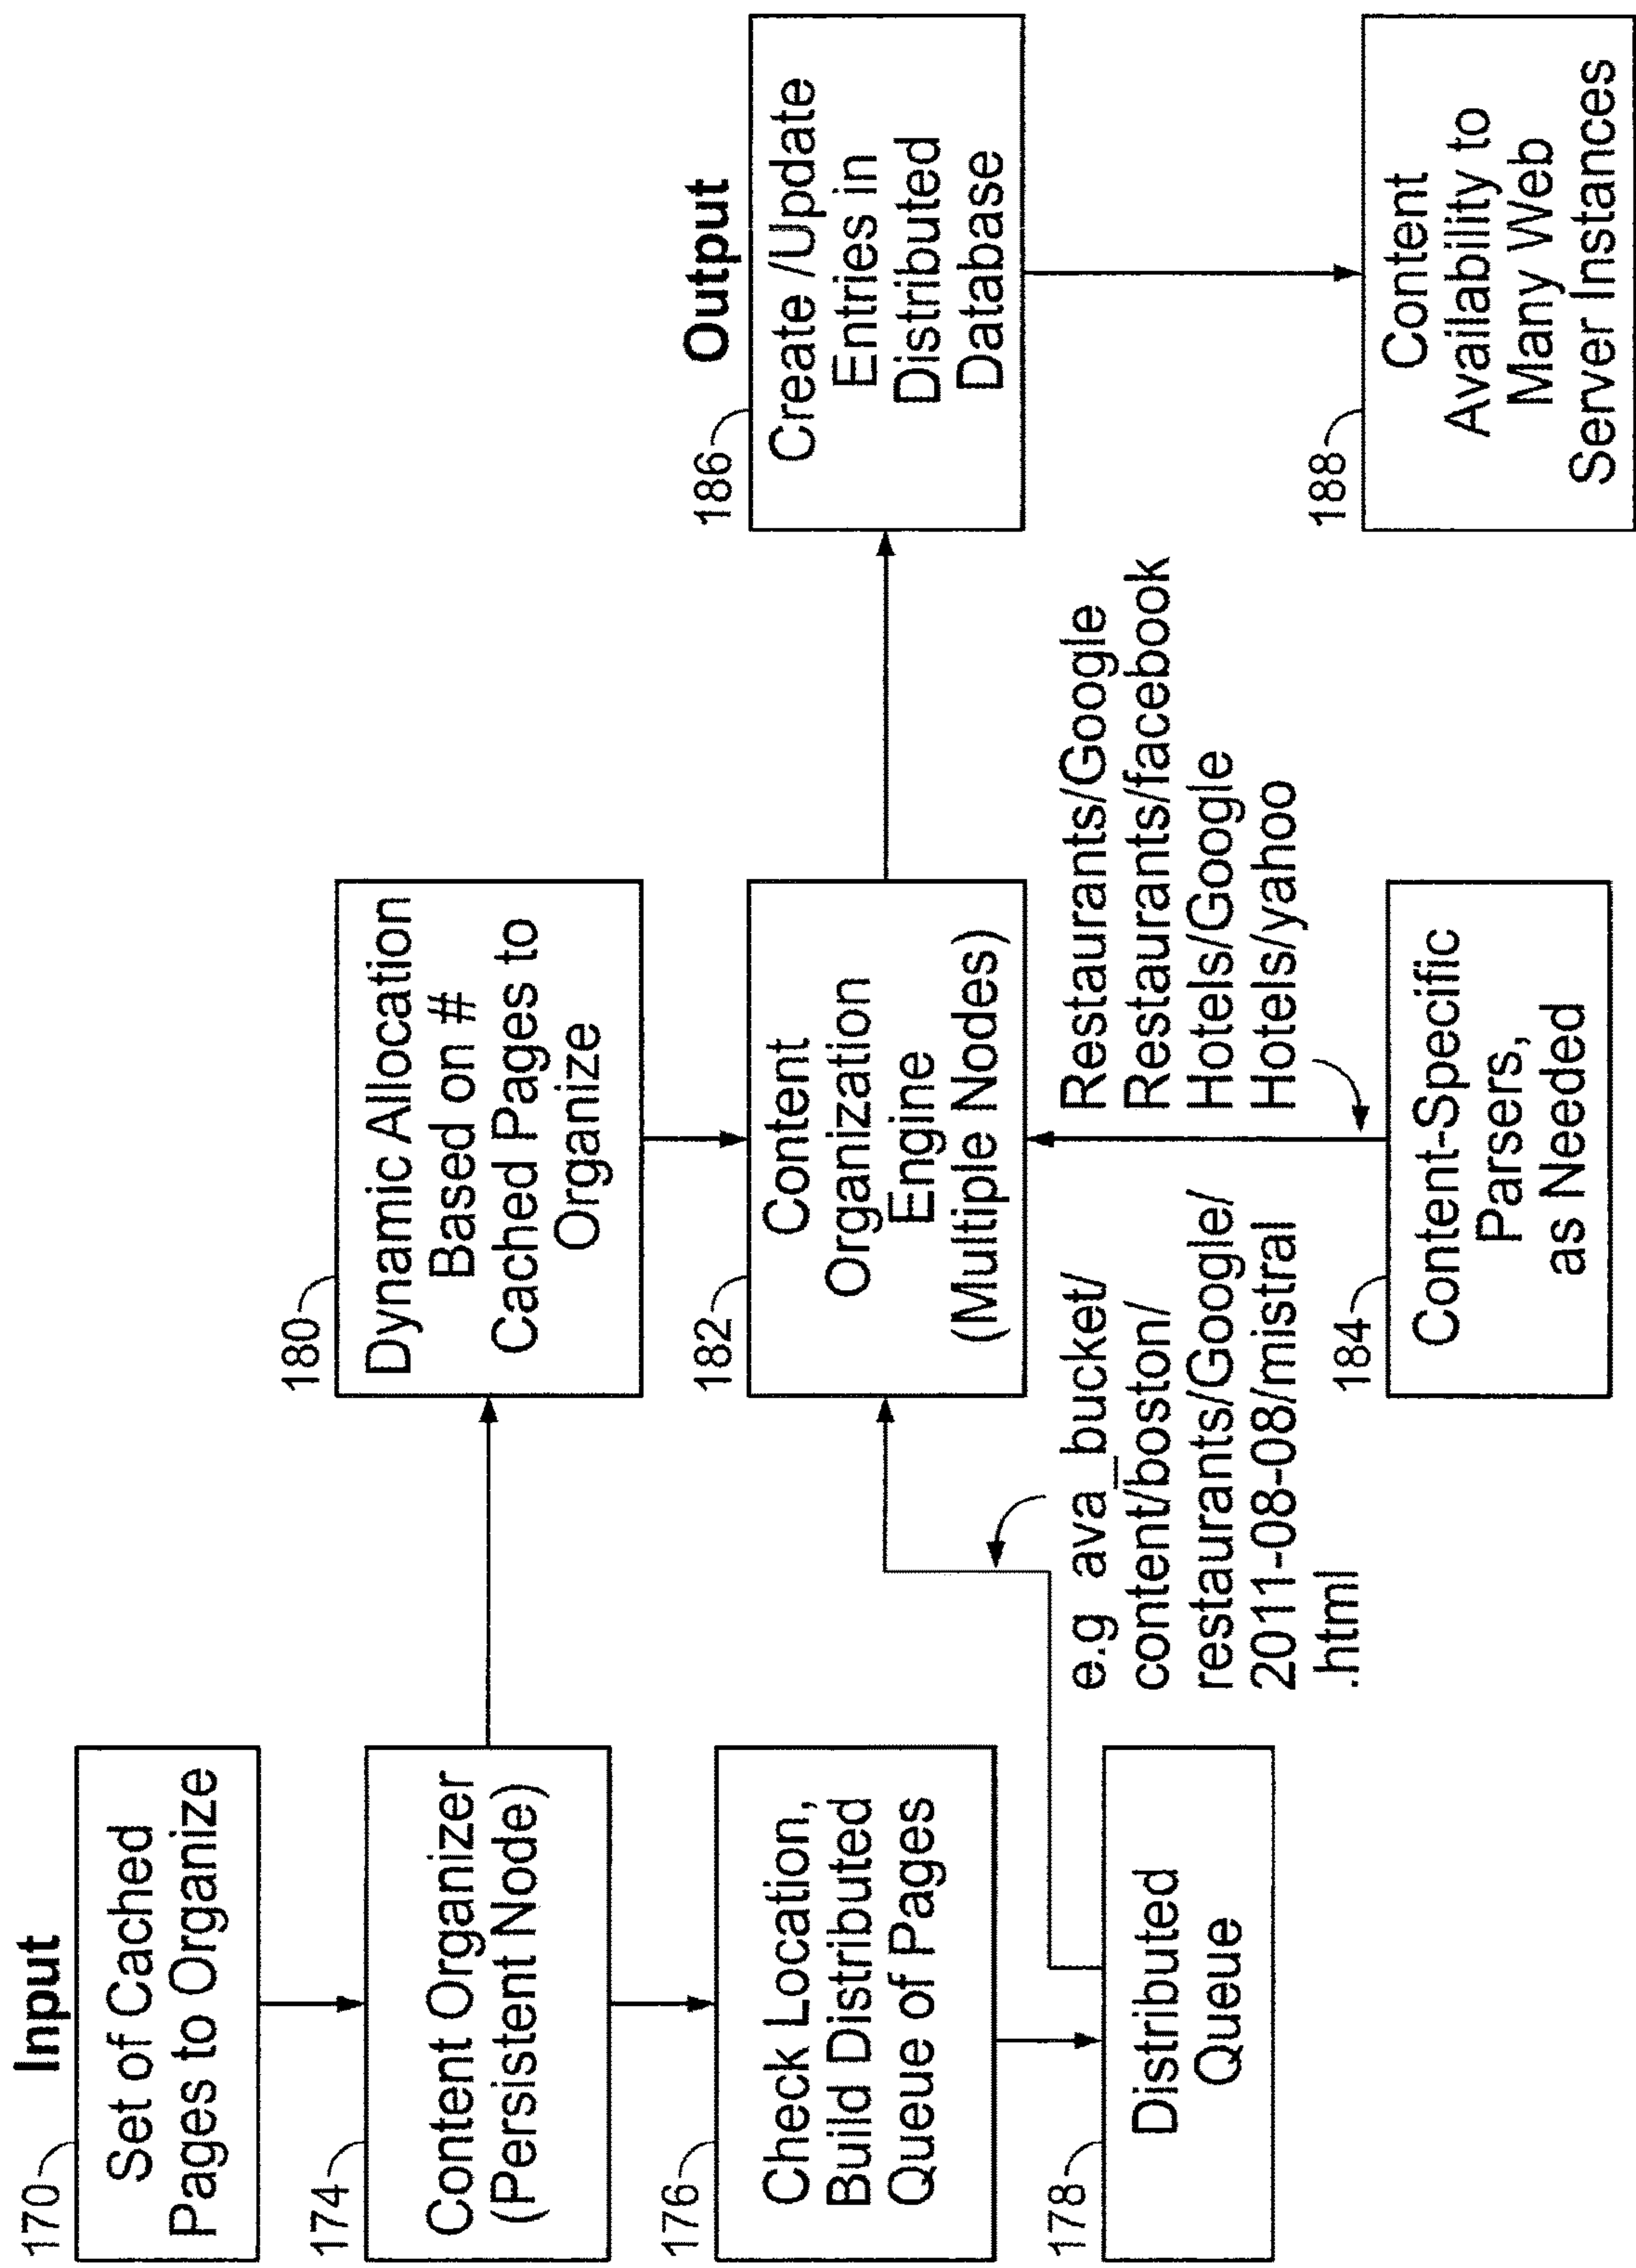 Input
170
Set of Cached
Pages to Organize
174
Content Organizer
(Persistent Node)
176
Check Location,
Build Distributed
Queue of Pages
178
Distributed
Queue
180
Dynamic Allocation
Based on #
Cached Pages to
Organize
182
Content
Organization
Engine
(Multiple Nodes)
e.g ava_bucket/
content/boston/
restaurants/Google/
2011-08-08/mistral
.html
Restaurants/Google
Restaurants/facebook
Hotels/Google
Hotels/yahoo
184
Content-Specific
Parsers,
as Needed
Output
186
Create /Update
Entries in
Distributed
Database
188
Content
Availability to
Many Web
Server Instances